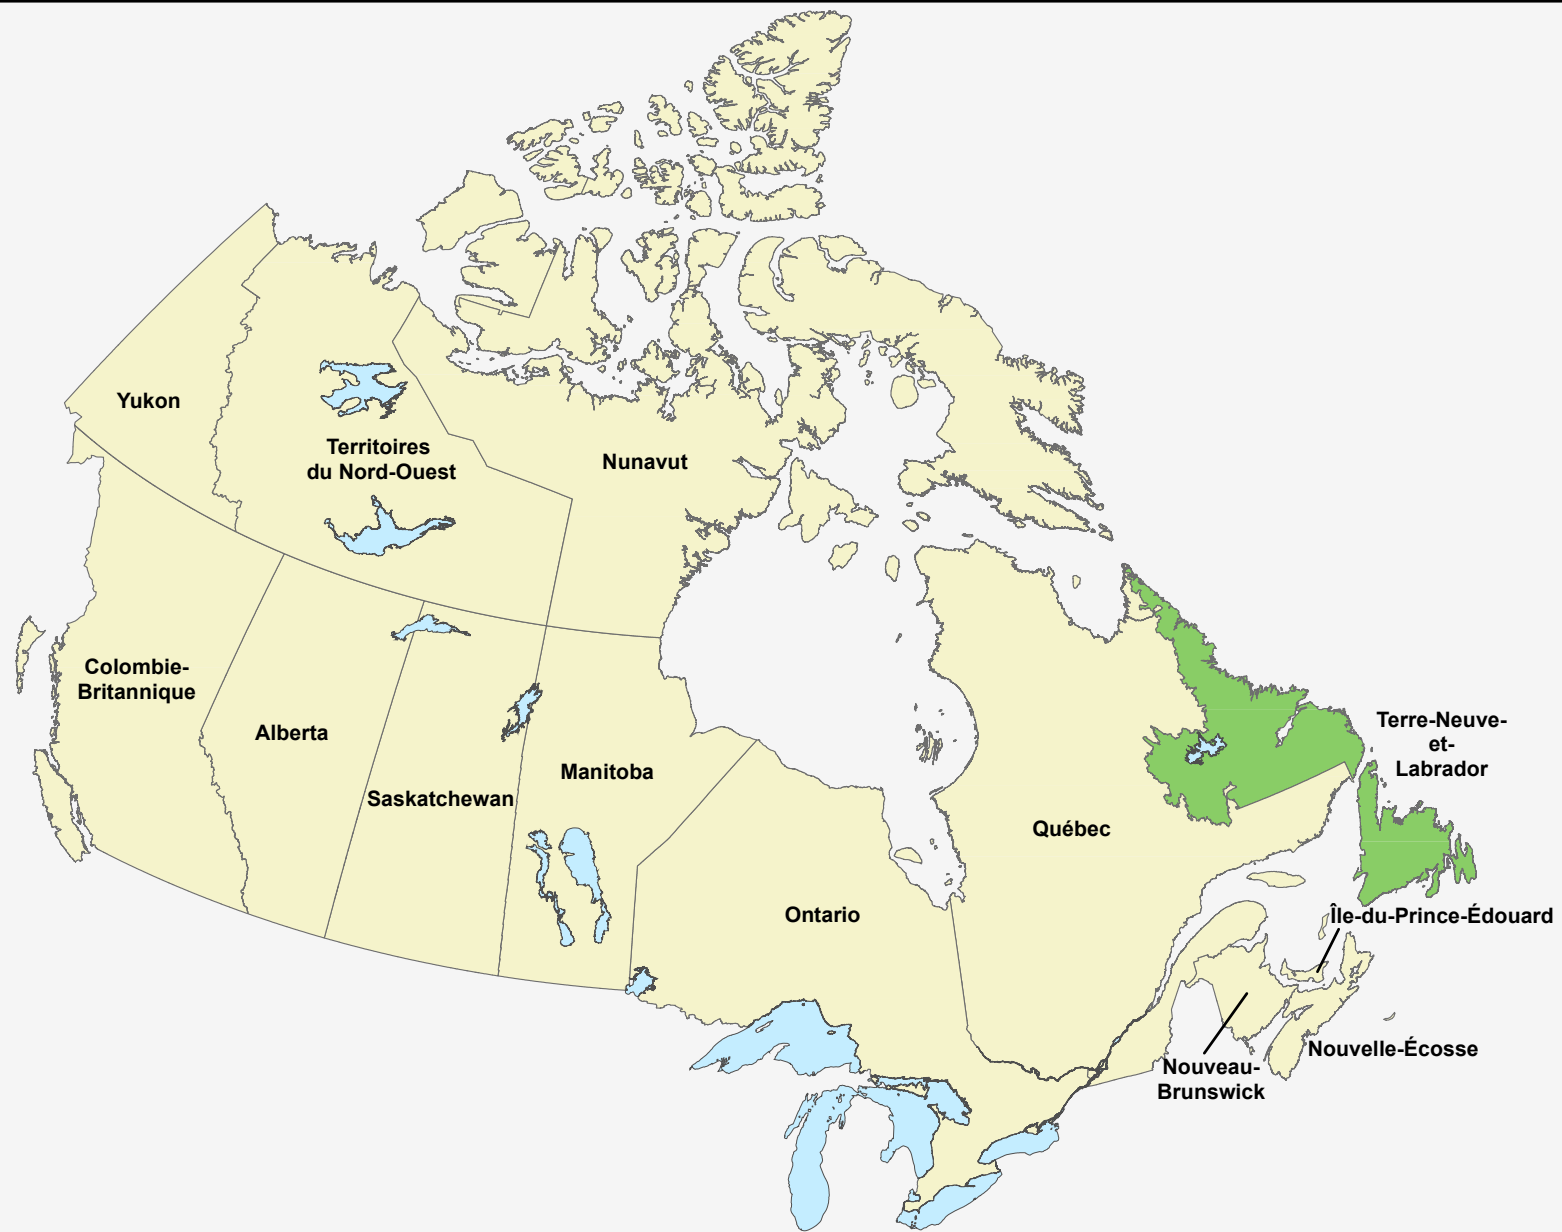 Yukon
Territoires
du Nord-Ouest
Nunavut
Colombie-
Britannique
Alberta
Saskatchewan
Manitoba
Ontario
Québec
Terre-Neuve-
et-
Labrador
Île-du-Prince-Édouard
Nouvelle-Écosse
Nouveau-
Brunswick